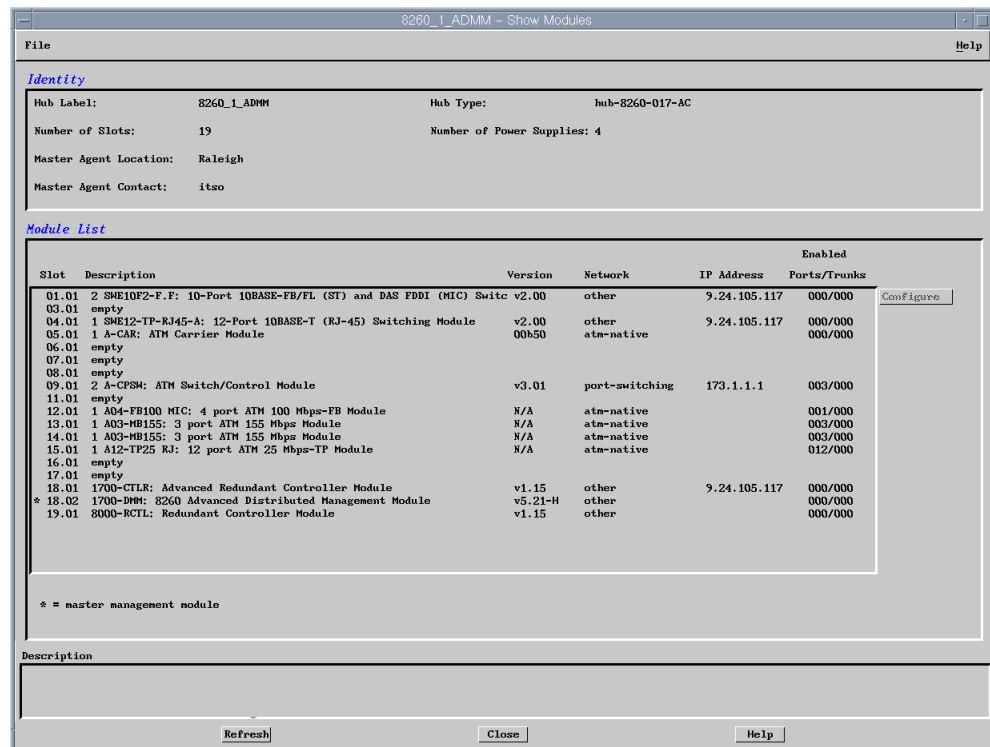 8260_1_ADMM – Show Modules
File Help
Identity
Hub Label: 8260_1_ADMM Hub Type: hub-8260-017-AC
Number of Slots: 19 Number of Power Supplies: 4
Master Agent Location: Raleigh
Master Agent Contact: itso
Module List
Enabled
Slot Description Version Network IP Address Ports/Trunks
01.01 2 SWE10F2-F.F: 10-Port 10BASE-FB/FL (ST) and DAS FDDI (MIC) Switc v2.00 other 9.24.105.117 000/000 Configure
03.01 empty
04.01 1 SWE12-TP-RJ45-A: 12-Port 10BASE-T (RJ-45) Switching Module v2.00 other 9.24.105.117 000/000
05.01 1 A-CAR: ATM Carrier Module 00b50 atm-native 000/000
06.01 empty
07.01 empty
08.01 empty
09.01 2 A-CPSW: ATM Switch/Control Module v3.01 port-switching 173.1.1.1 003/000
11.01 empty
12.01 1 A04-FB100 MIC: 4 port ATM 100 Mbps-FB Module N/A atm-native 001/000
13.01 1 A03-MB155: 3 port ATM 155 Mbps Module N/A atm-native 003/000
14.01 1 A03-MB155: 3 port ATM 155 Mbps Module N/A atm-native 003/000
15.01 1 A12-TP25 RJ: 12 port ATM 25 Mbps-TP Module N/A atm-native 012/000
16.01 empty
17.01 empty
18.01 1700-CTLR: Advanced Redundant Controller Module v1.15 other 9.24.105.117 000/000
* 18.02 1700-DMM: 8260 Advanced Distributed Management Module v5.21-H other 000/000
19.01 8000-RCTL: Redundant Controller Module v1.15 other 000/000
* = master management module
Description
Refresh Close Help